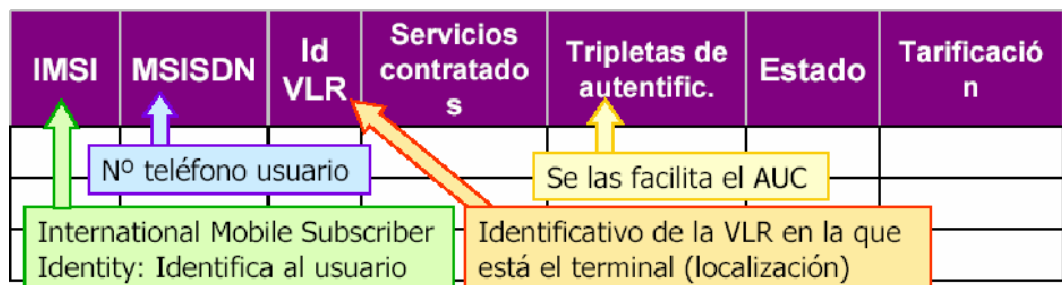 IMSI
MSISDN
Id
VLR
Servicios
contratado
s
Tripletas de
autentific.
Estado
Tarificació
n
Nº teléfono usuario
Se las facilita el AUC
International Mobile Subscriber
Identity: Identifica al usuario
Identificativo de la VLR en la que
está el terminal (localización)